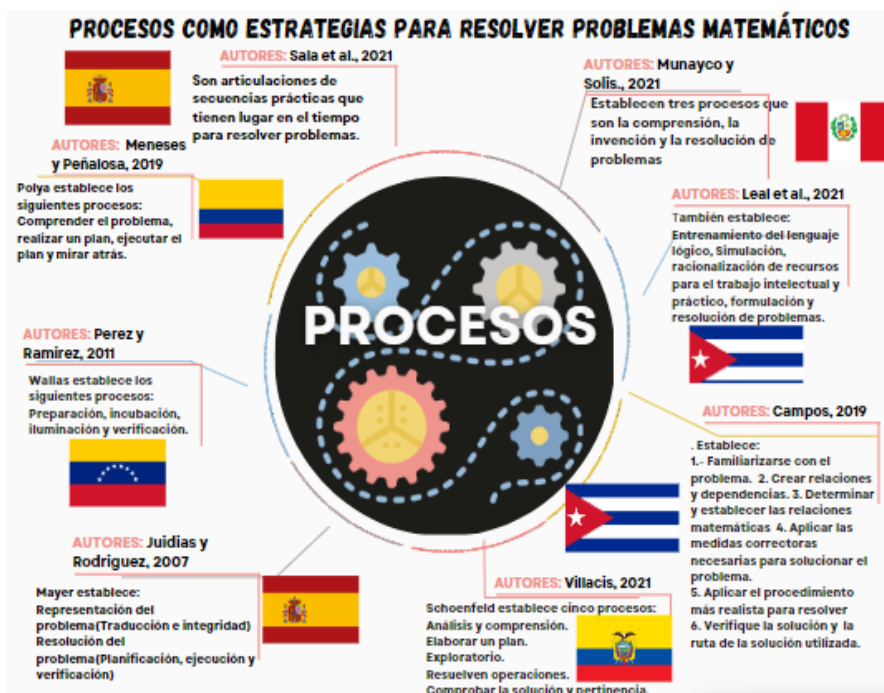 PROCESOS COMO ESTRATEGIAS PARA RESOLVER PROBLEMAS MATEMÁTICOS
AUTORES: Sala et al., 2021
Son articulaciones de
secuencias prácticas que
tienen lugar en el tiempo
para resolver problemas.
AUTORES: Munayco y
Solis., 2021
Establecen tres procesos que
son la comprensión, la
invención y la resolución de
problemas
AUTORES: Meneses
y Peñalosa, 2019
Polya establece los
siguientes procesos:
Comprender el problema,
realizar un plan, ejecutar el
plan y mirar atrás.
AUTORES: Leal et al., 2021
También establece:
Entrenamiento del lenguaje
lógico, Simulación,
racionalización de recursos
para el trabajo intelectual y
práctico, formulación y
resolución de problemas.
PROCESOS
AUTORES: Perez y
Ramirez, 2011
Wallas establece los
siguientes procesos:
Preparación, incubación,
iluminación y verificación.
AUTORES: Campos, 2019
. Establece:
1.- Familiarizarse con el
problema. 2. Crear relaciones
y dependencias. 3. Determinar
y establecer las relaciones
matemáticas 4. Aplicar las
medidas correctoras
necesarias para solucionar el
problema.
5. Aplicar el procedimiento
más realista para resolver
6. Verifique la solución y la
ruta de la solución utilizada.
AUTORES: Juidias y
Rodriguez, 2007
Mayer establece:
Representación del
problema(Traducción e integridad)
Resolución del
problema(Planificación, ejecución y
verificación)
AUTORES: Villacis, 2021
Schoenfeld establece cinco procesos:
Análisis y comprensión.
Elaborar un plan.
Exploratorio.
Resuelven operaciones.
Comprobar la solución y pertinencia.